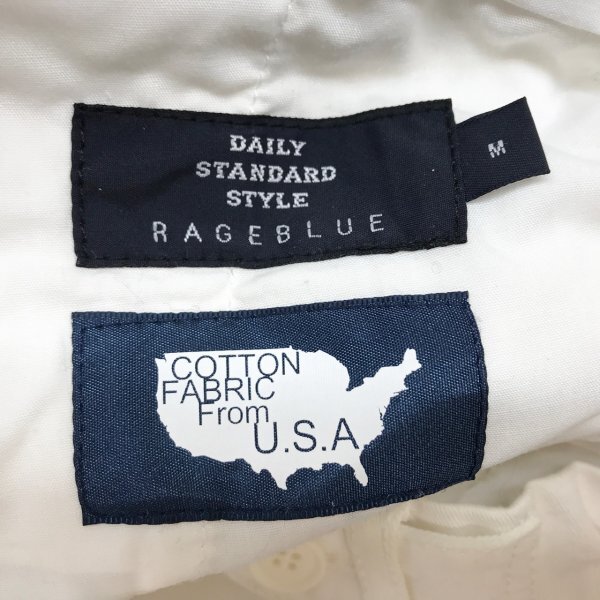 DAILY
STANDARD
STYLE
RAGEBLUE
M
COTTON
FABRIC
From
U.S.A